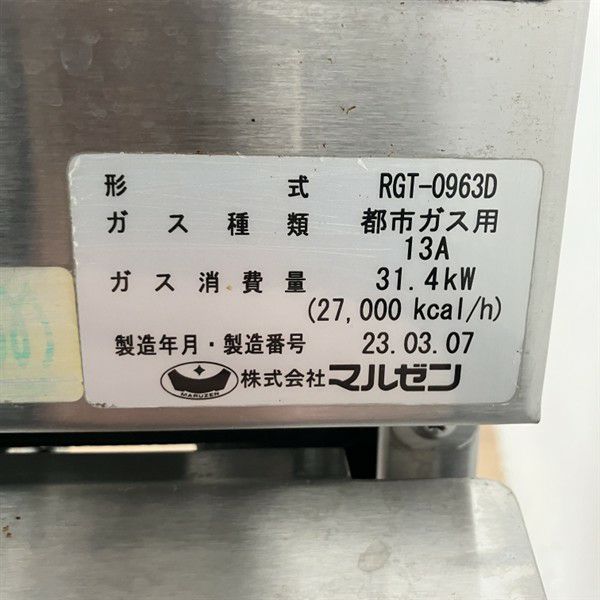 形式 RGT-0963D
ガス種類 都市ガス用
13A
ガス消費量 31.4kW
(27,000 kcal/h)
製造年月・製造番号 23.03.07
MARUZEN 株式会社マルゼン